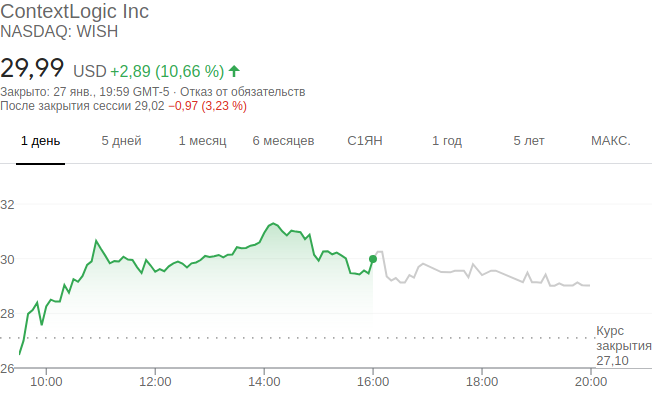 ContextLogic Inc
NASDAQ: WISH
29,99 USD +2,89 (10,66 %)
Закрыто: 27 янв., 19:59 GMT-5 · Отказ от обязательств
После закрытия сессии 29,02 −0,97 (3,23 %)
1 день 5 дней 1 месяц 6 месяцев С1ЯН 1 год 5 лет МАКС.
32
30
28
Курс
закрытия
27,10
26
10:00 12:00 14:00 16:00 18:00 20:00